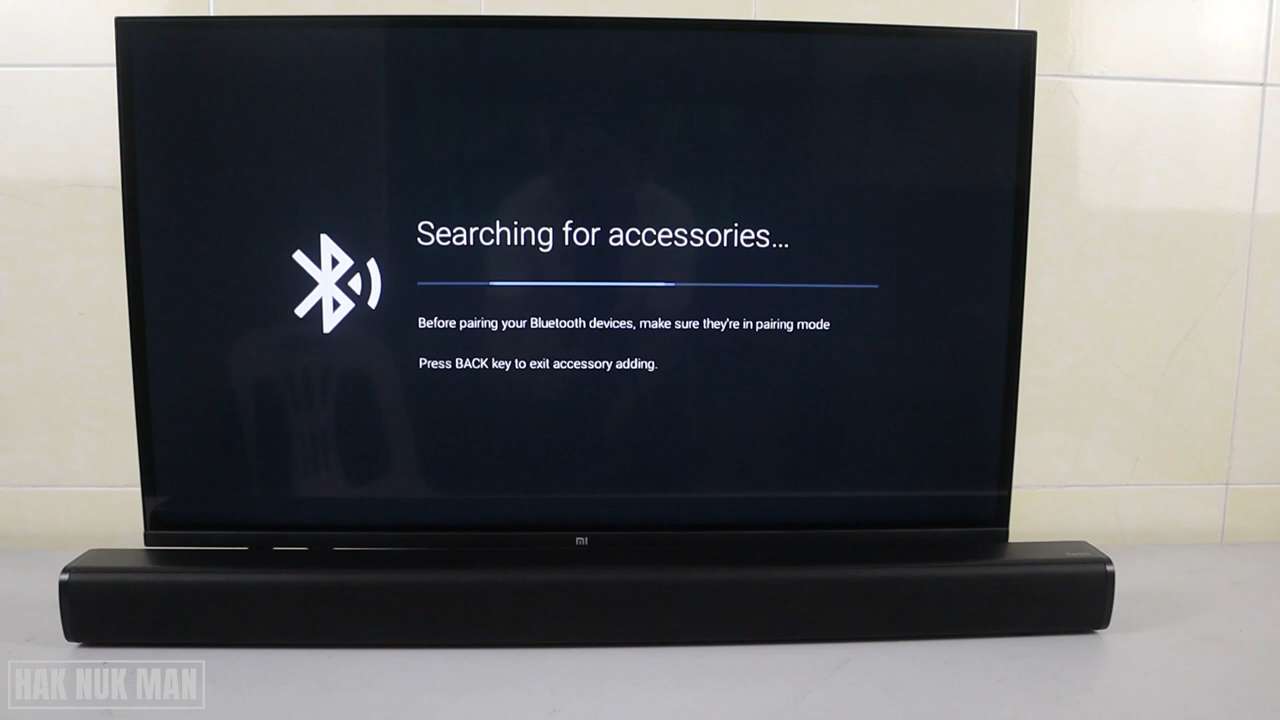 Searching for accessories...
Before pairing your Bluetooth devices, make sure they're in pairing mode
Press BACK key to exit accessory adding.
mi
HAK NUK MAN